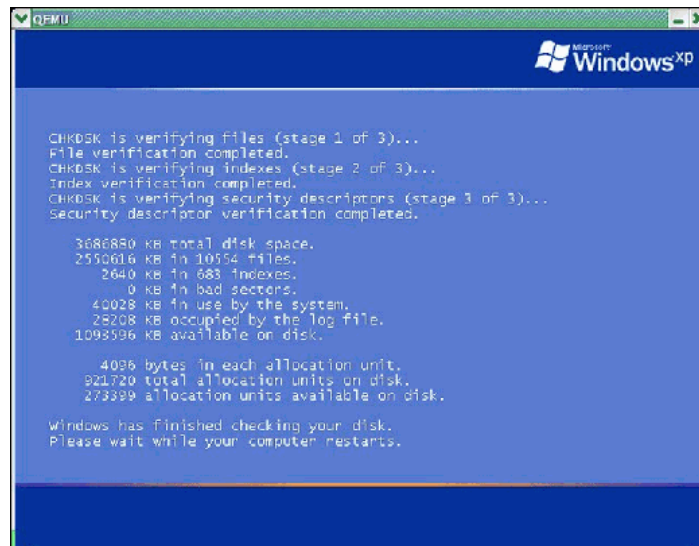 QEMU
Microsoft
Windows xp
CHKDSK is verifying files (stage 1 of 3)...
File verification completed.
CHKDSK is verifying indexes (stage 2 of 3)...
Index verification completed.
CHKDSK is verifying security descriptors (stage 3 of 3)...
Security descriptor verification completed.
3686880 KB total disk space.
2550616 KB in 10554 files.
2640 KB in 683 indexes.
0 KB in bad sectors.
40028 KB in use by the system.
28208 KB occupied by the log file.
1093596 KB available on disk.
4096 bytes in each allocation unit.
921720 total allocation units on disk.
273399 allocation units available on disk.
Windows has finished checking your disk.
Please wait while your computer restarts.